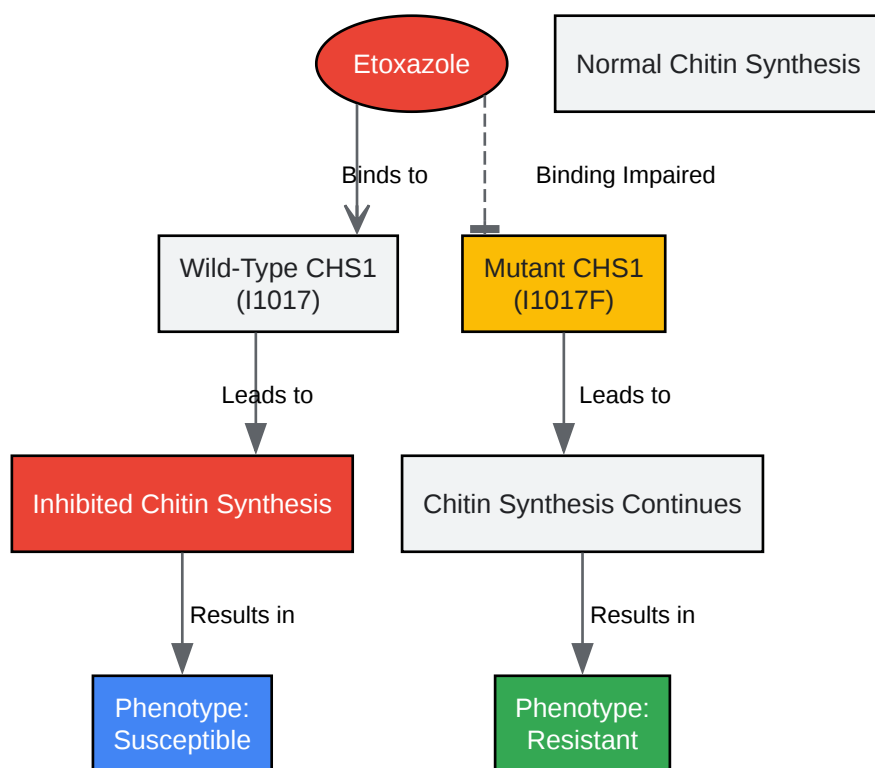 Etoxazole
Normal Chitin Synthesis
Binds to
Binding Impaired
Wild-Type CHS1
(I1017)
Mutant CHS1
(I1017F)
Leads to
Leads to
Inhibited Chitin Synthesis
Chitin Synthesis Continues
Results in
Results in
Phenotype:
Susceptible
Phenotype:
Resistant